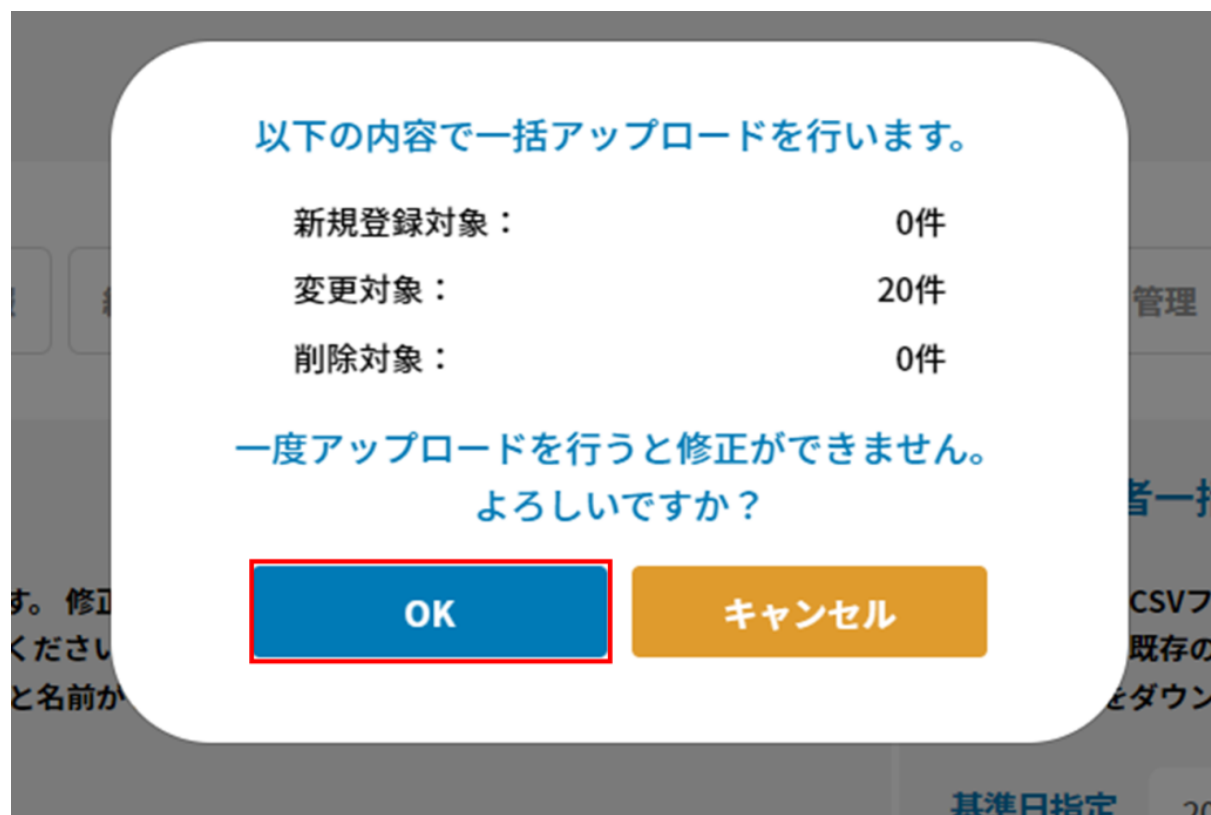 以下の内容で一括アップロードを行います。
新規登録対象： 0件
変更対象： 20件
削除対象： 0件
管理
一度アップロードを行うと修正ができません。
よろしいですか？
者一
OK キャンセル
す。 修正
CSVフ
ください
既存の
と名前が
をダウン
基準日指定 20